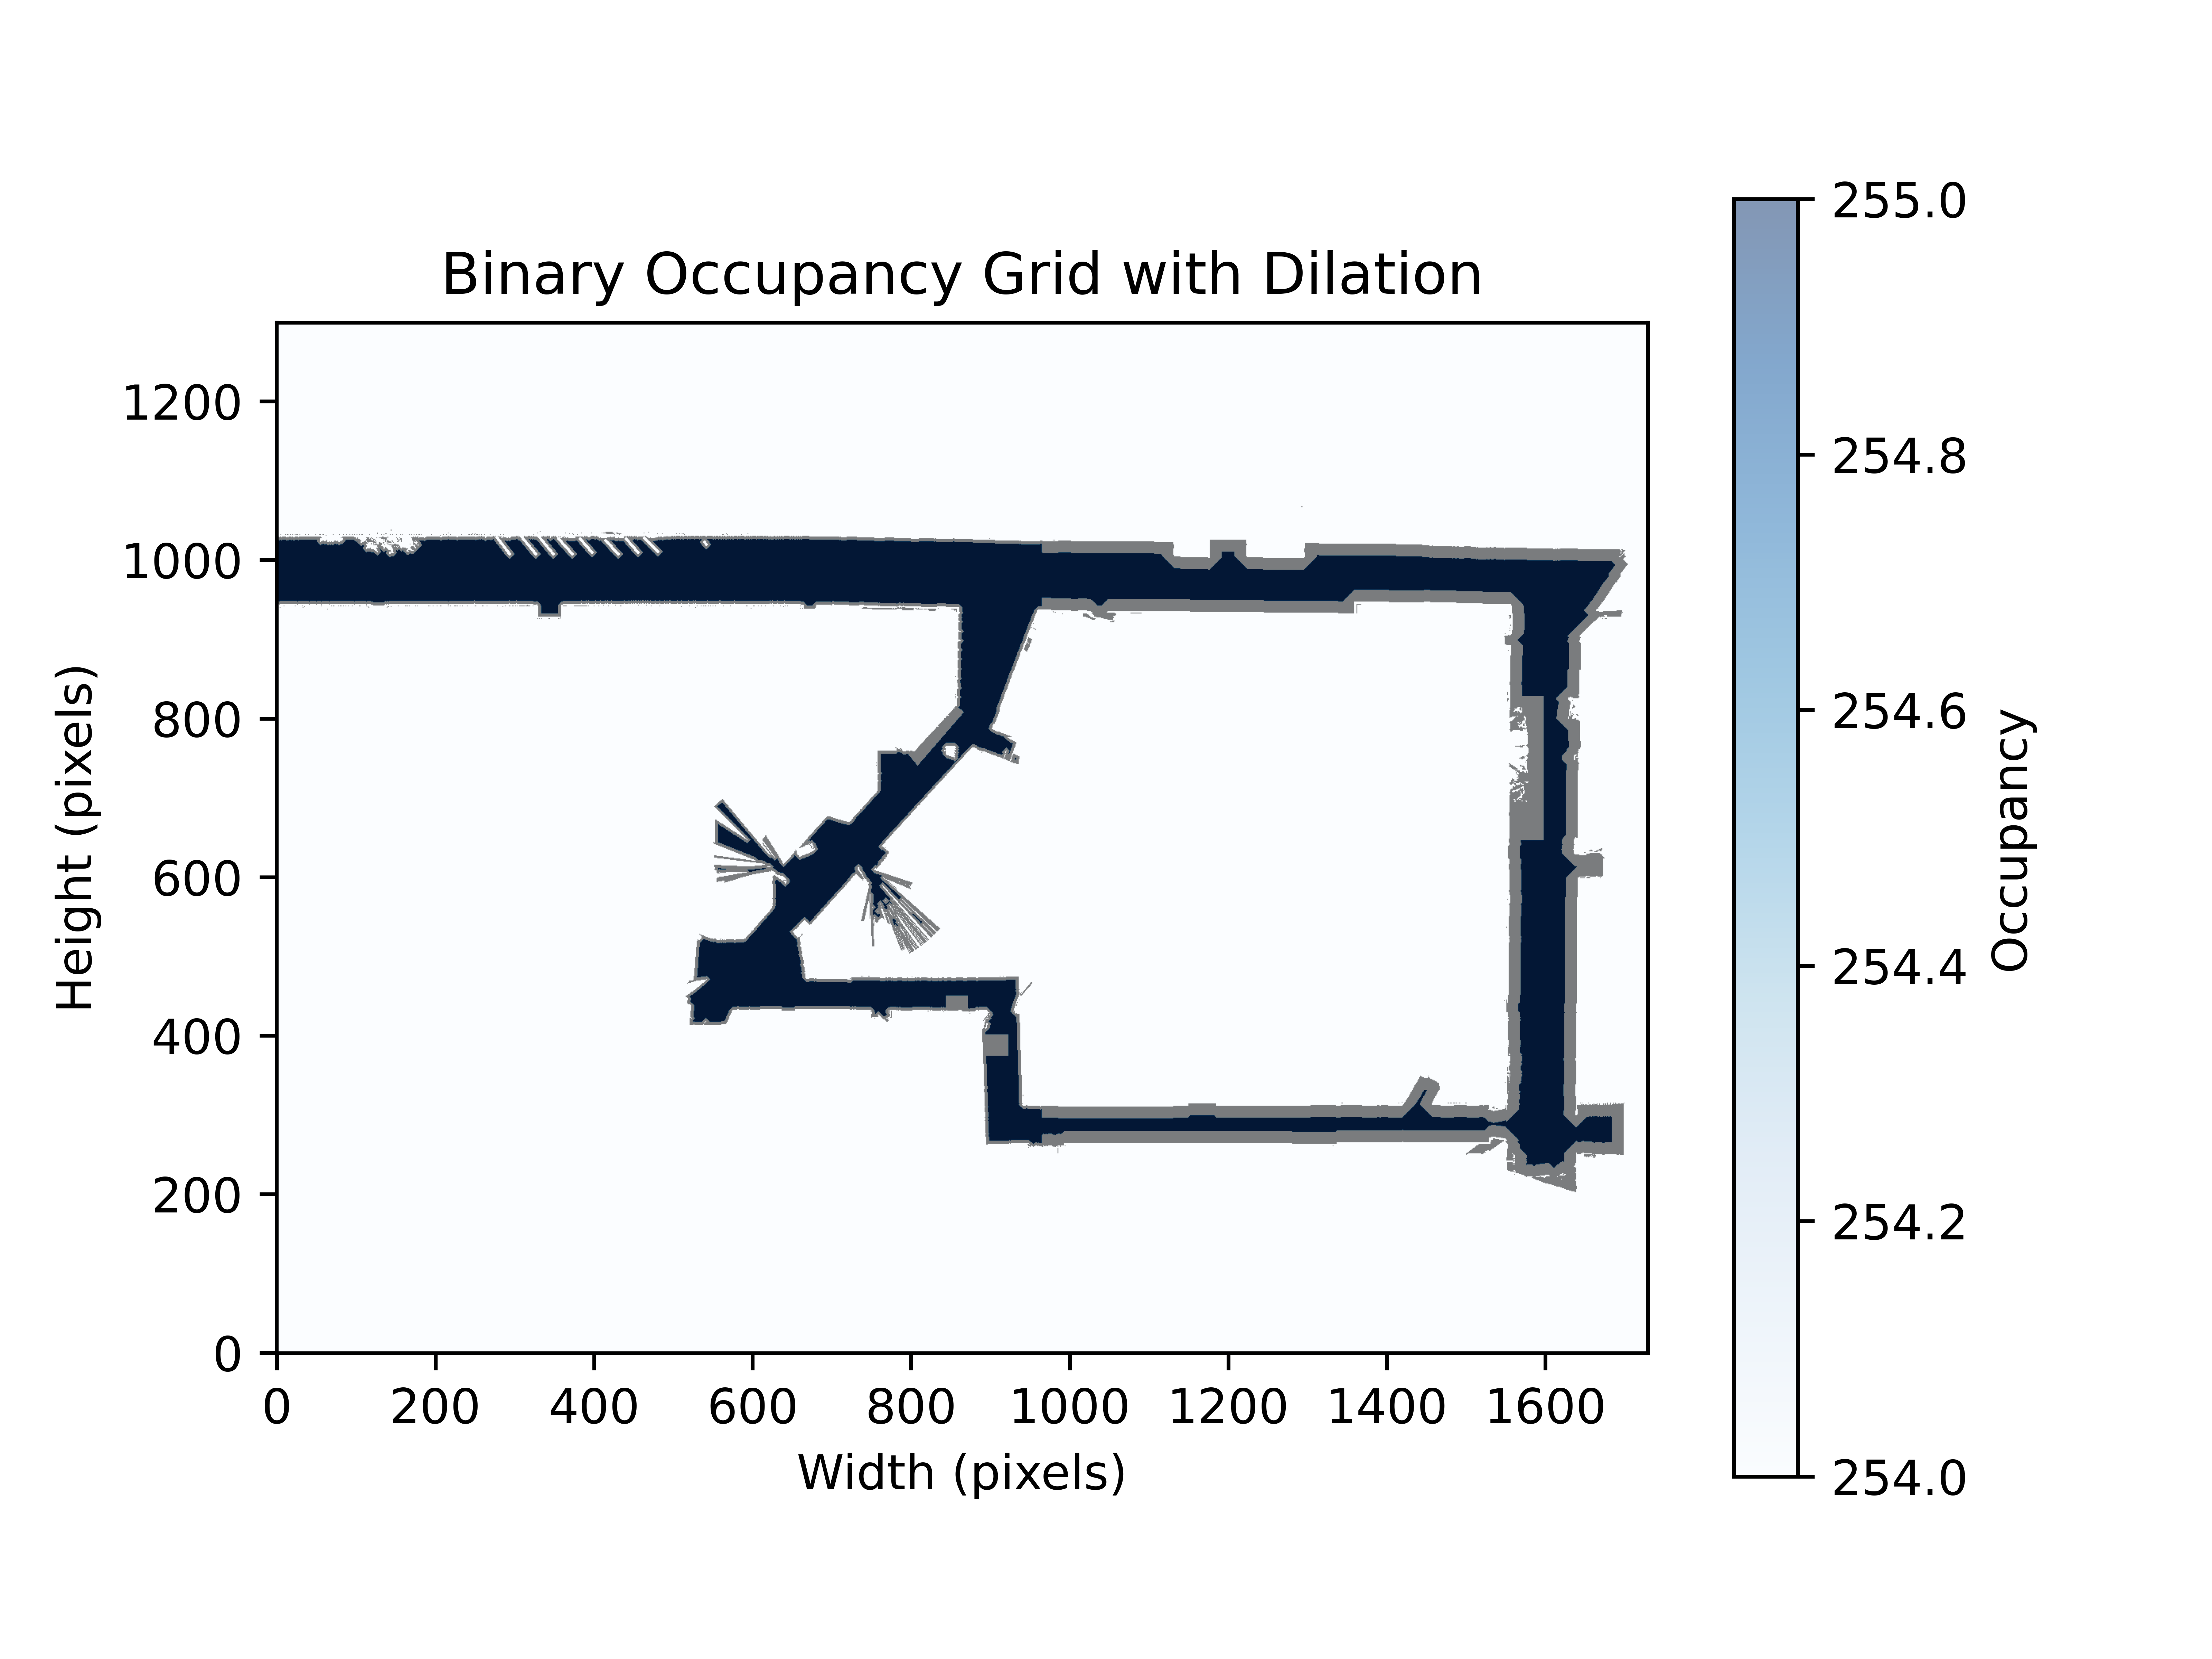 Binary Occupancy Grid with Dilation
1200
1000
800
600
400
200
0
Height (pixels)
0 200 400 600 800 1000 1200 1400 1600
Width (pixels)
255.0
254.8
254.6
254.4
254.2
254.0
Occupancy